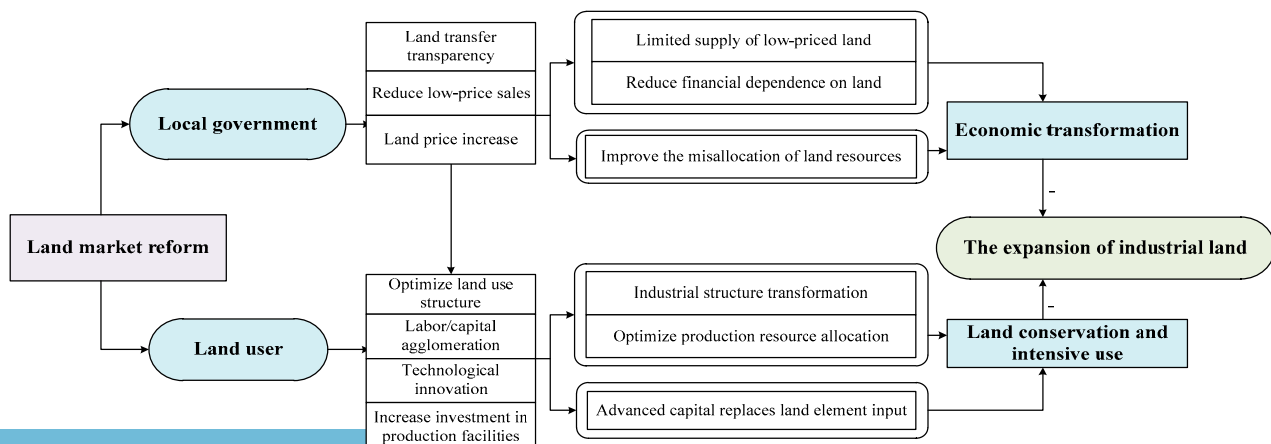 Land market reform
Local government
Land transfer
transparency
Reduce low-price sales
Land price increase
Limited supply of low-priced land
Reduce financial dependence on land
Improve the misallocation of land resources
Economic transformation
-
The expansion of industrial land
-
Land user
Optimize land use
structure
Labor/capital
agglomeration
Technological
innovation
Increase investment in
production facilities
Industrial structure transformation
Optimize production resource allocation
Advanced capital replaces land element input
Land conservation and
intensive use